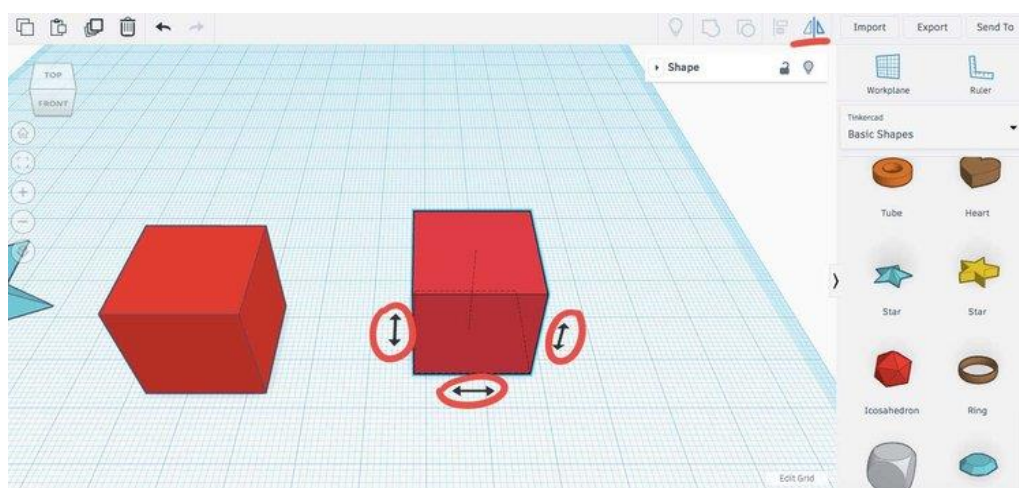 Import Export Send To
TOP
FRONT
Shape
Workplane Ruler
Tinkercad
Basic Shapes
Tube Heart
Star Star
Icosahedron Ring
Edit Grid